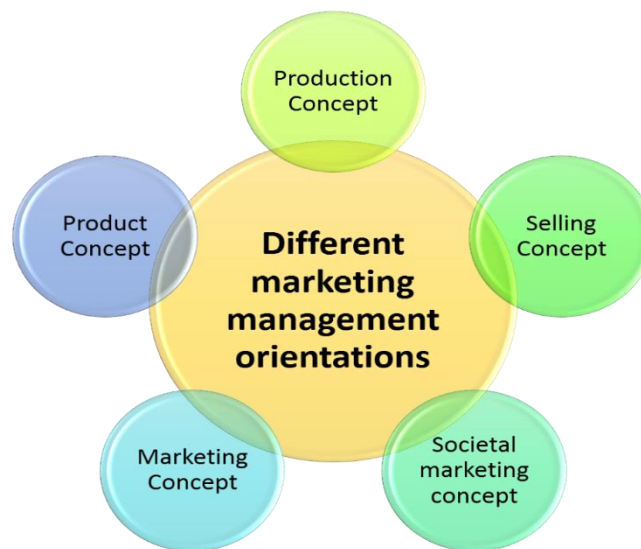 Production
Concept
Product
Concept
Selling
Concept
Different
marketing
management
orientations
Marketing
Concept
Societal
marketing
concept